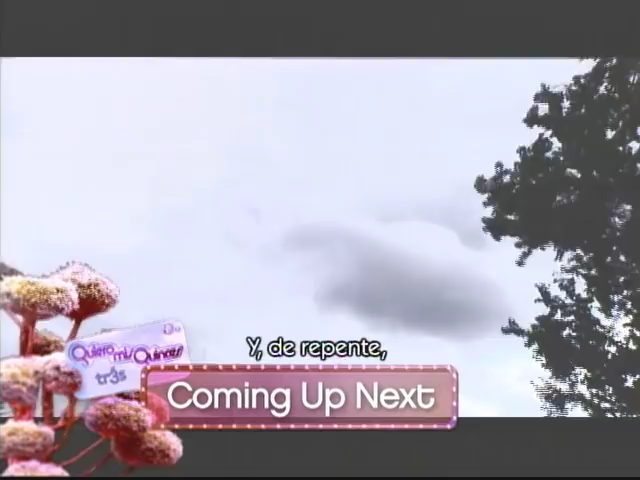 Y, de repente,
Quiero
mis Quinces
tr3s
Coming Up Next